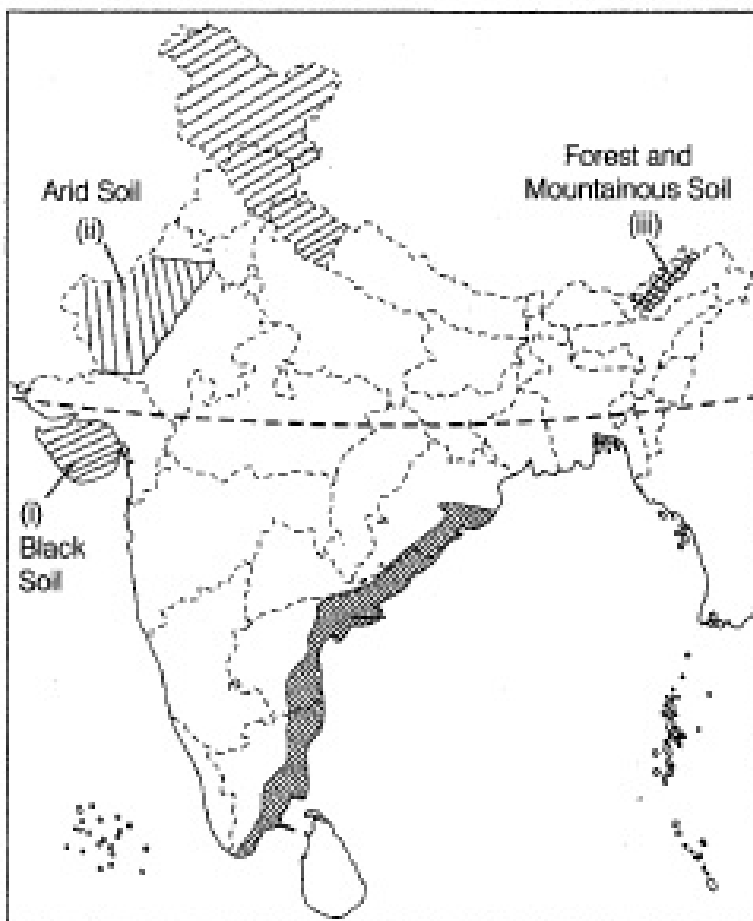 Arid Soil
(ii)
Forest and
Mountainous Soil
(iii)
(i)
Black
Soil